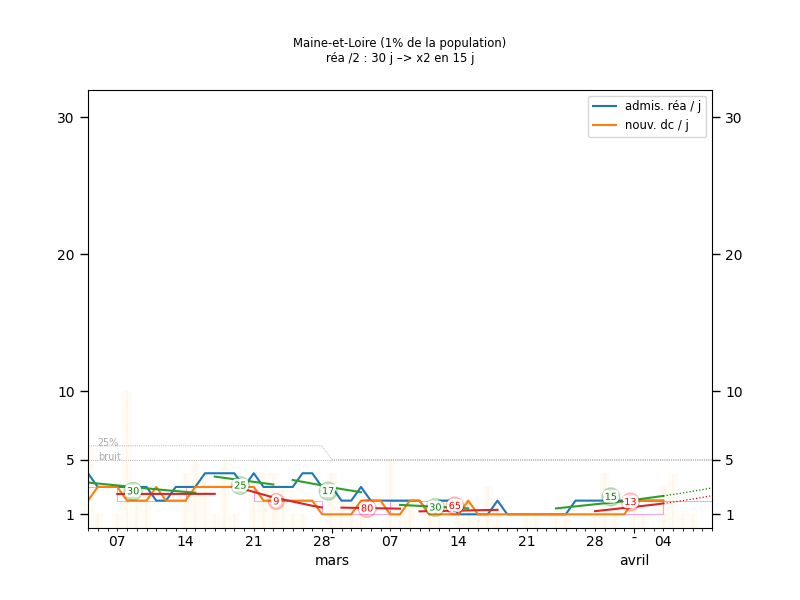 Maine-et-Loire (1% de la population)
réa /2 : 30 j –> x2 en 15 j
admis. réa / j
nouv. dc / j
30 30
20 20
10 10
5 5
1 1
25%
bruit
30 25 9 17 80 30 65 15 13
07 14 21 28 07 14 21 28 04
mars avril